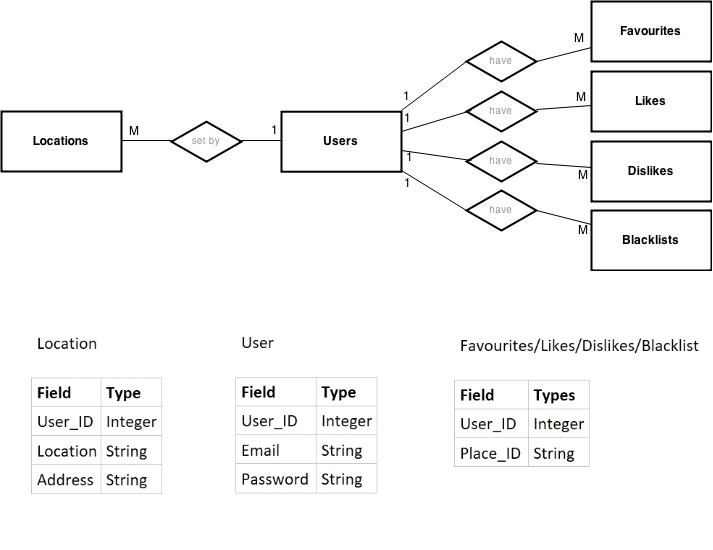 Favourites
M
have
1
Likes
M
have
1
Locations
M
set by
1
Users
have
1
M
Dislikes
have
1
M
Blacklists
Location
Field Type
User_ID Integer
Location String
Address String
User
Field Type
User_ID Integer
Email String
Password String
Favourites/Likes/Dislikes/Blacklist
Field Types
User_ID Integer
Place_ID String